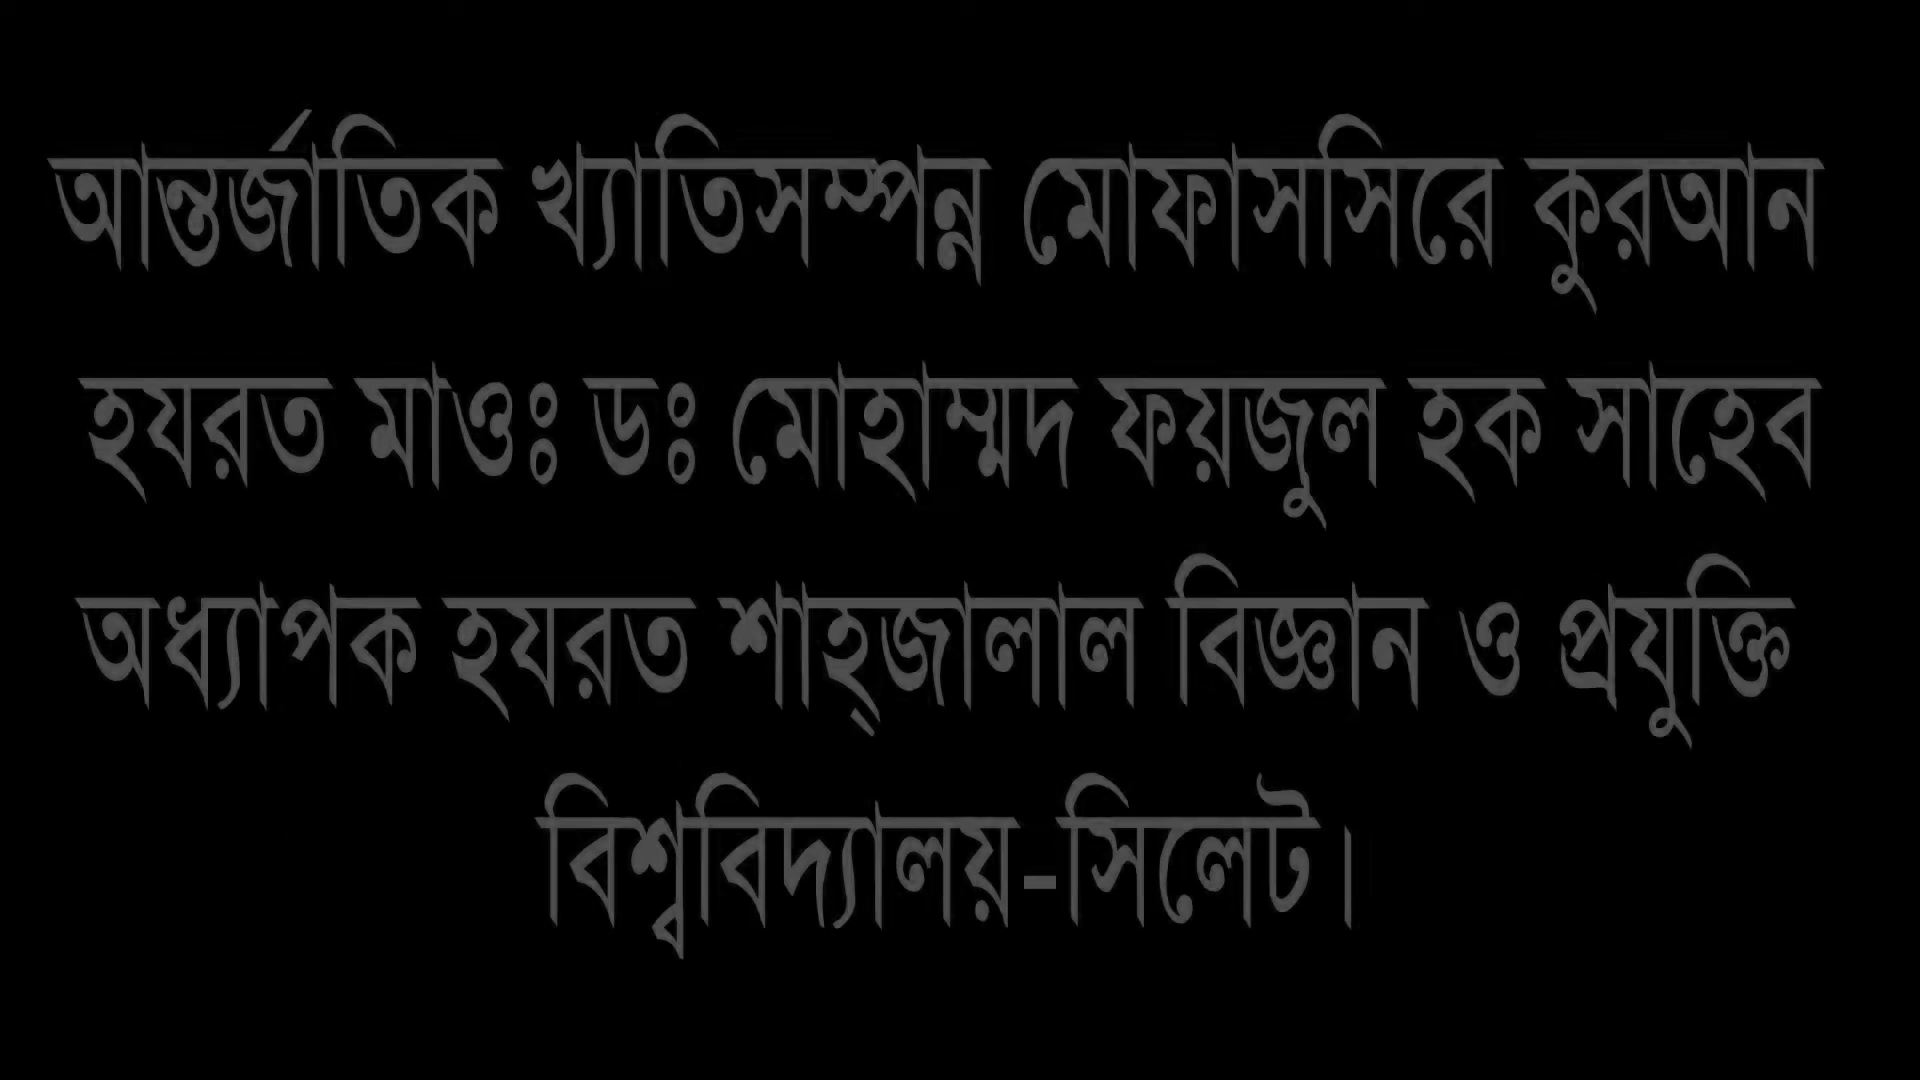 আন্তর্জাতিক খ্যাতিসম্পন্ন মোফাসসিরে কুরআন
হযরত মাওঃ ডঃ মোহাম্মদ ফয়জুল হক সাহেব
অধ্যাপক হযরত শাহ্জালাল বিজ্ঞান ও প্রযুক্তি
বিশ্ববিদ্যালয়-সিলেট।